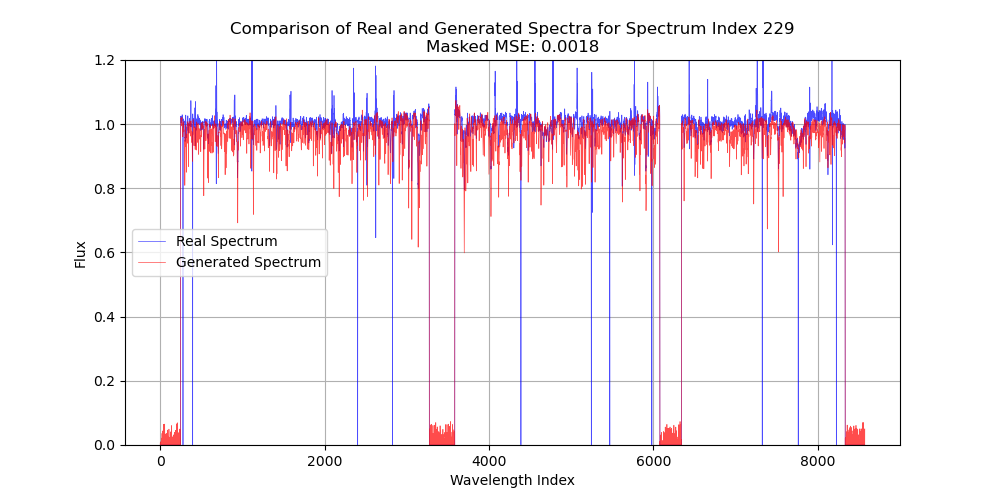 Comparison of Real and Generated Spectra for Spectrum Index 229
Masked MSE: 0.0018
1.2
1.0
0.8
0.6
0.4
0.2
0.0
Flux
Real Spectrum
Generated Spectrum
0
2000
4000
6000
8000
Wavelength Index